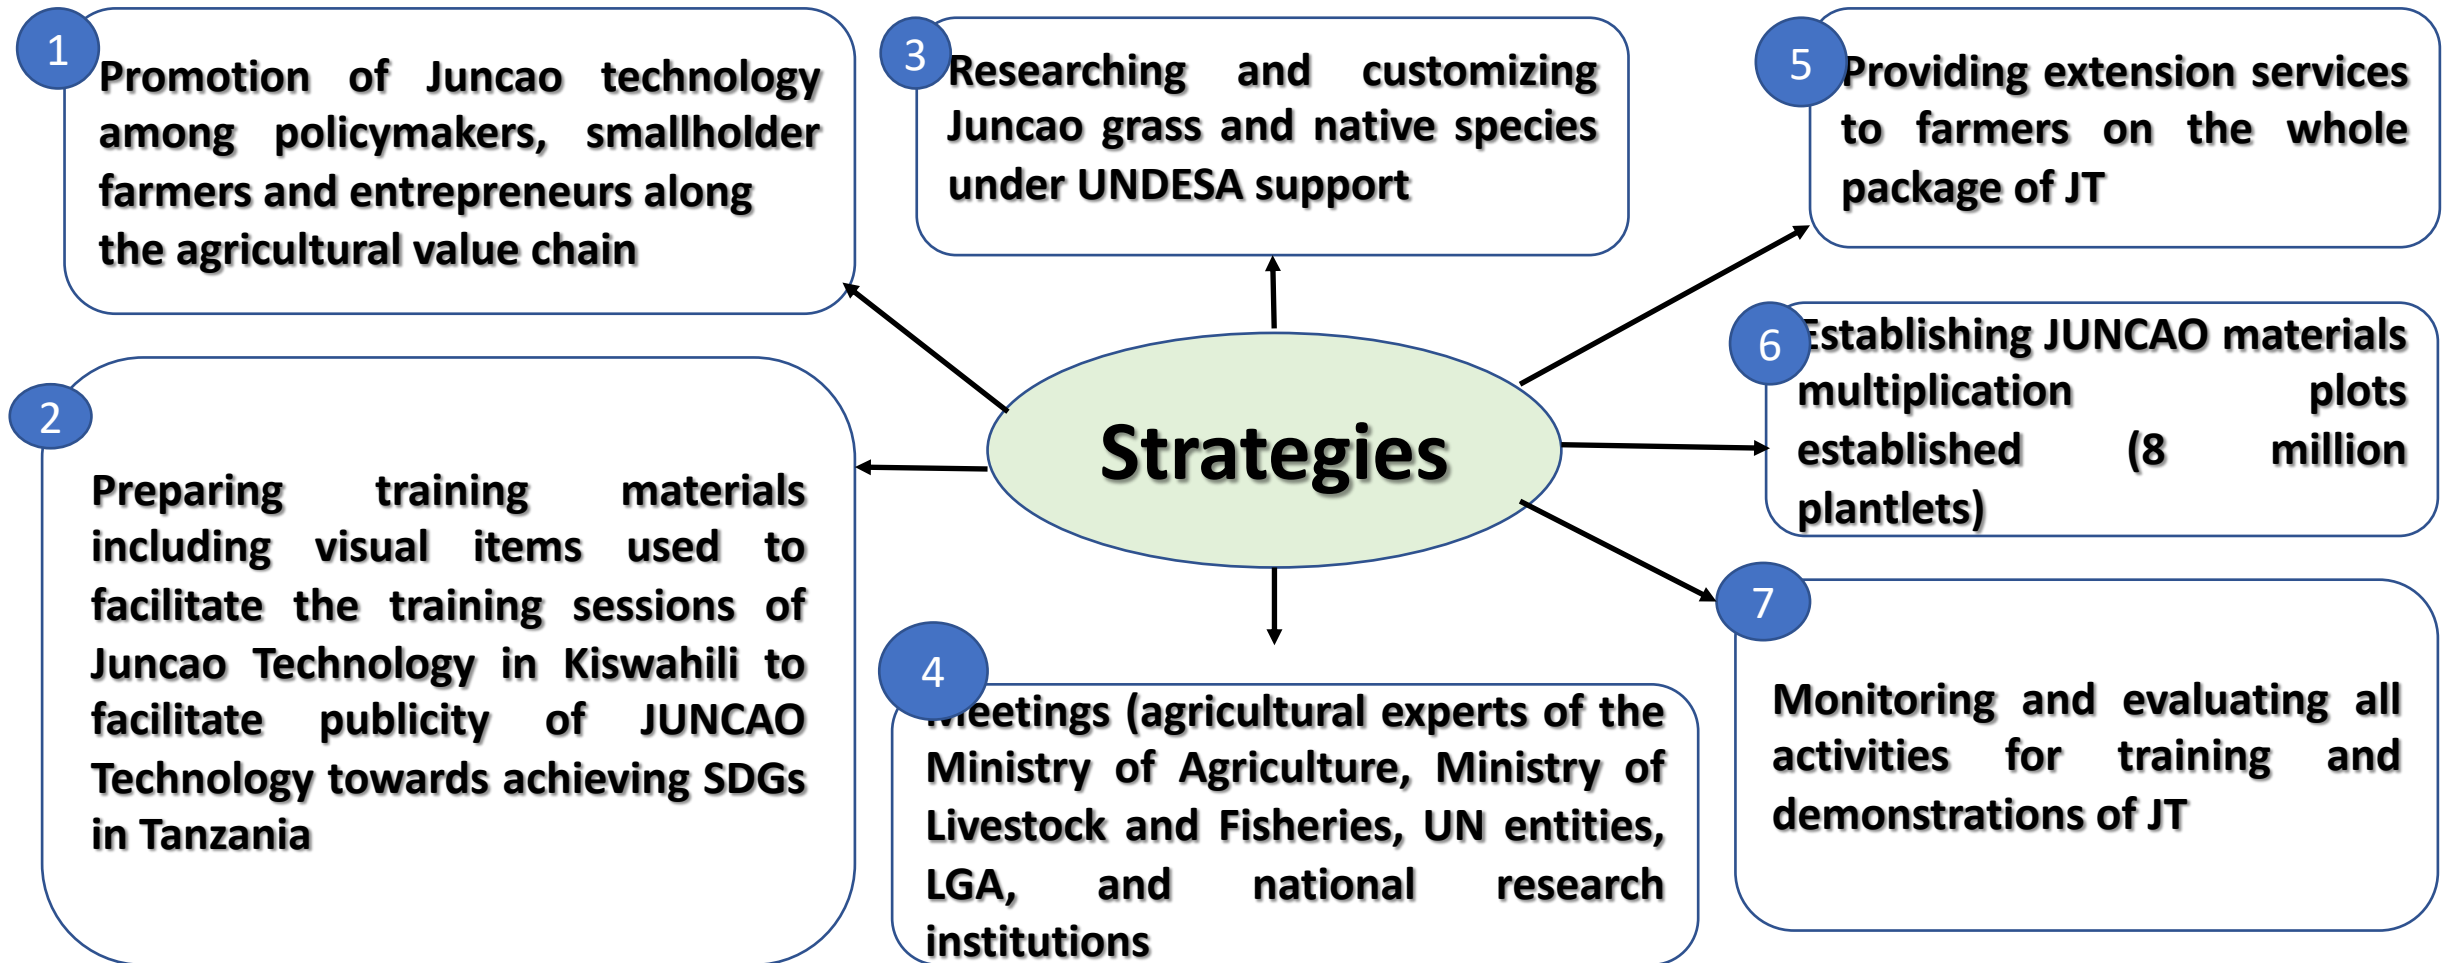 1
Promotion of Juncao technology
among policymakers, smallholder
farmers and entrepreneurs along
the agricultural value chain
2
Preparing training materials
including visual items used to
facilitate the training sessions of
Juncao Technology in Kiswahili to
facilitate publicity of JUNCAO
Technology towards achieving SDGs
in Tanzania
3
Researching and customizing
Juncao grass and native species
under UNDESA support
Strategies
4
Meetings (agricultural experts of the
Ministry of Agriculture, Ministry of
Livestock and Fisheries, UN entities,
LGA, and national research
institutions
5
Providing extension services
to farmers on the whole
package of JT
6
Establishing JUNCAO materials
multiplication plots
established (8 million
plantlets)
7
Monitoring and evaluating all
activities for training and
demonstrations of JT